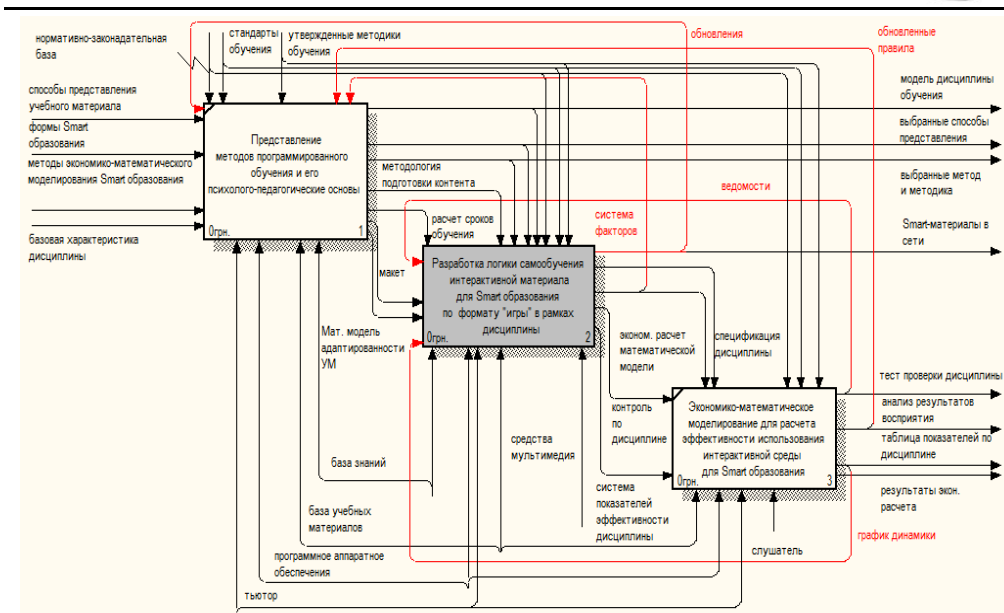 нормативно-законадательная
база
стандарты
обучения
утвержденные методики
обучения
обновления
обновленные
правила
способы представления
учебного материала
формы Smart
образования
методы экономико-математического
моделирования Smart образования
базовая характеристика
дисциплины
Представление
методов программированного
обучения и его
психолого-педагогические основы
0грн.
1
модель дисциплины
обучения
выбранные способы
представления
выбранные метод
и методика
Smart-материалы в
сети
методология
подготовки контента
ведомости
расчет сроков
обучения
система
факторов
макет
Разработка логики самообучения
интерактивной материала
для Smart образования
по формату "игры" в рамках
дисциплины
0грн.
2
Мат. модель
адаптированности
УМ
эконом. расчет
математической
модели
спецификация
дисциплины
контроль
по
дисциплине
Экономико-математическое
моделирование для расчета
эффективности использования
интерактивной среды
для Smart образования
0грн.
3
тест проверки дисциплины
анализ результатов
восприятия
таблица показателей по
дисциплине
результаты экон.
расчета
база знаний
средства
мультимедия
система
показателей
эффективности
дисциплины
база учебных
материалов
график динамики
слушатель
программное аппаратное
обеспечения
тьютор